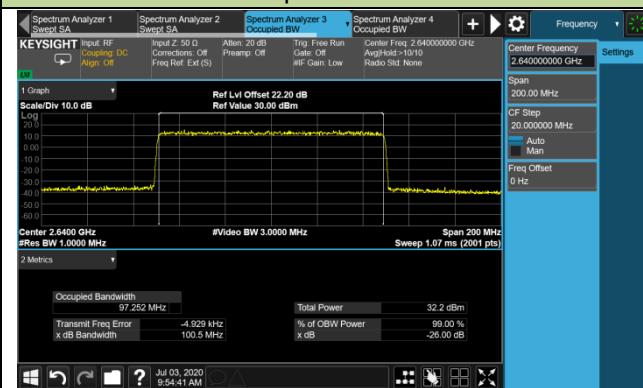 Spectrum Analyzer 1
Swept SA
Spectrum Analyzer 2
Swept SA
Spectrum Analyzer 3
Occupied BW
Spectrum Analyzer 4
Occupied BW
Frequency
KEYSIGHT
Input: RF
Coupling: DC
Align: Off
Input Z: 50 Ω
Corrections: Off
Freq Ref: Ext (S)
Atten: 20 dB
Preamp: Off
Trig: Free Run
Gate: Off
#IF Gain: Low
Center Freq: 2.640000000 GHz
Avg|Hold:>10/10
Radio Std: None
LXI
Center Frequency
2.640000000 GHz
Settings
Span
200.00 MHz
CF Step
20.000000 MHz
Auto
Man
Freq Offset
0 Hz
1 Graph
Scale/Div 10.0 dB
Ref Lvl Offset 22.20 dB
Ref Value 30.00 dBm
Log
20.0
10.0
0.00
-10.0
-20.0
-30.0
-40.0
-50.0
-60.0
Center 2.6400 GHz
#Video BW 3.0000 MHz
Span 200 MHz
#Res BW 1.0000 MHz
Sweep 1.07 ms (2001 pts)
2 Metrics
Occupied Bandwidth
97.252 MHz
Total Power 32.2 dBm
Transmit Freq Error -4.929 kHz
% of OBW Power 99.00 %
x dB Bandwidth 100.5 MHz
x dB -26.00 dB
?
Jul 03, 2020
9:54:41 AM